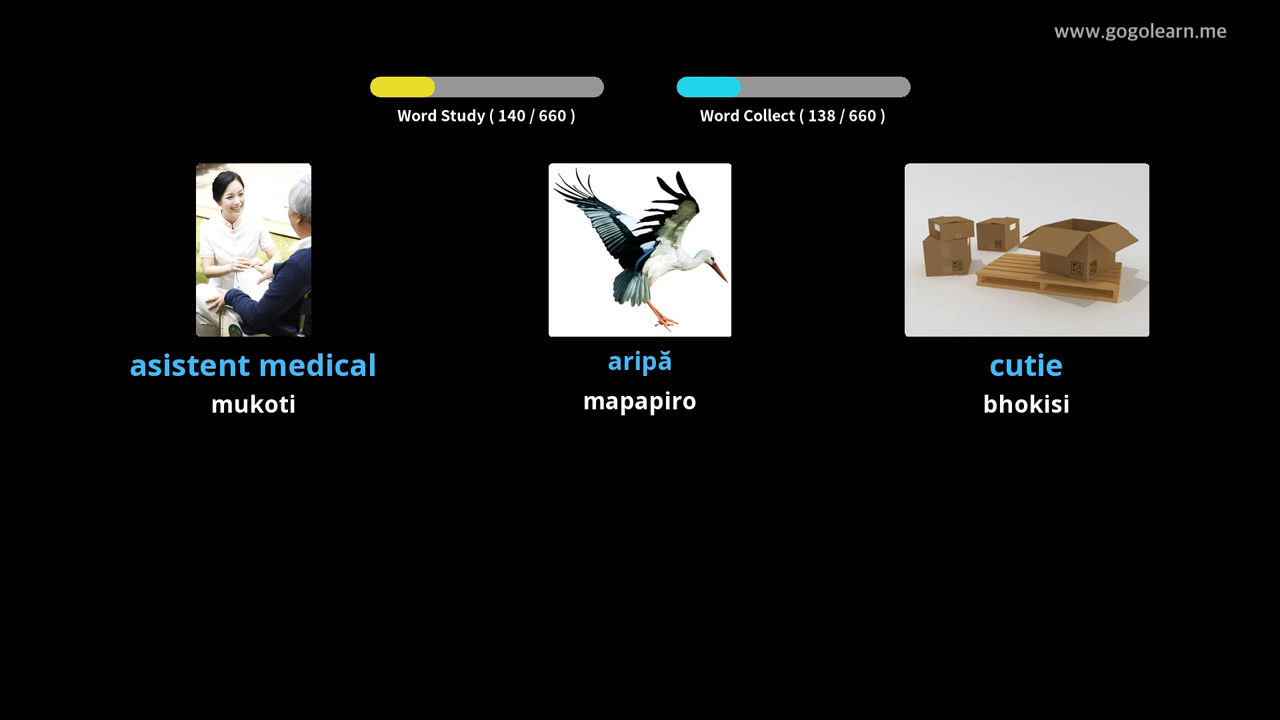 www.gogolearn.me
Word Study ( 140 / 660 )
Word Collect ( 138 / 660 )
asistent medical
mukoti
aripă
mapapiro
cutie
bhokisi